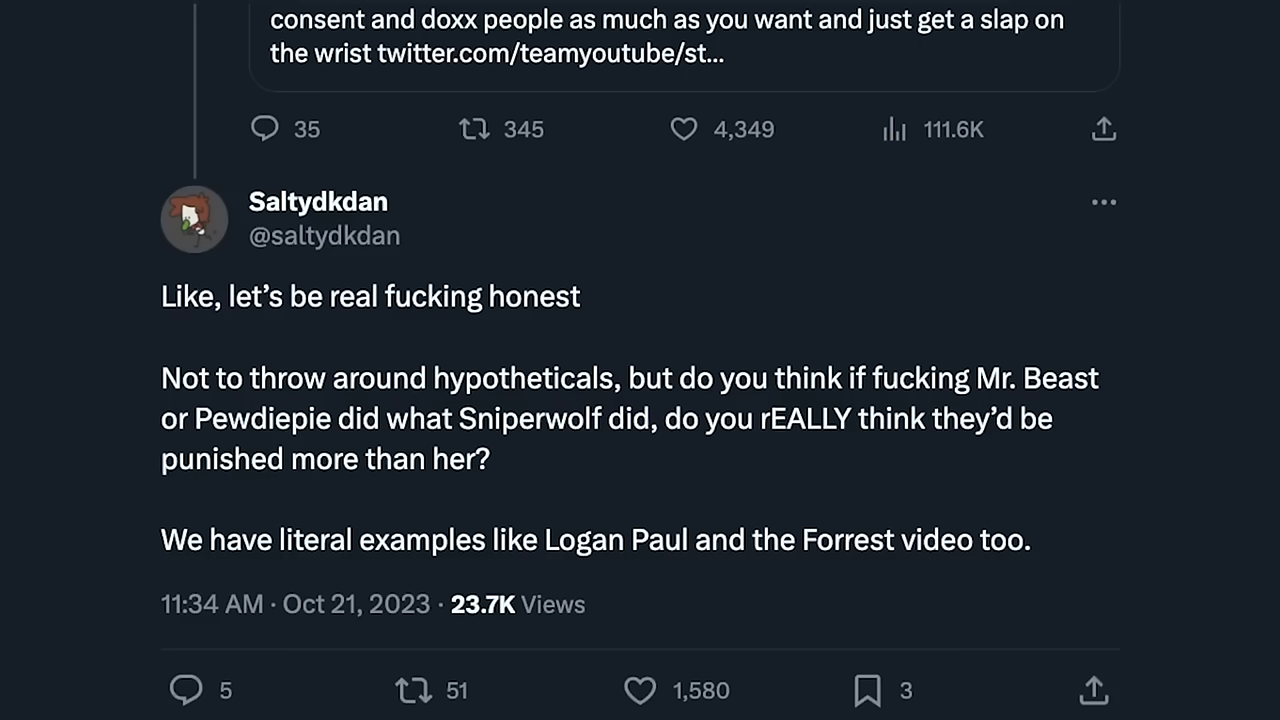 consent and doxx people as much as you want and just get a slap on
the wrist twitter.com/teamyoutube/st...
35 345 4,349 111.6K
Saltydkdan
@saltydkdan
Like, let’s be real fucking honest
Not to throw around hypotheticals, but do you think if fucking Mr. Beast
or Pewdiepie did what Sniperwolf did, do you rEALLY think they’d be
punished more than her?
We have literal examples like Logan Paul and the Forrest video too.
11:34 AM · Oct 21, 2023 · 23.7K Views
5 51 1,580 3